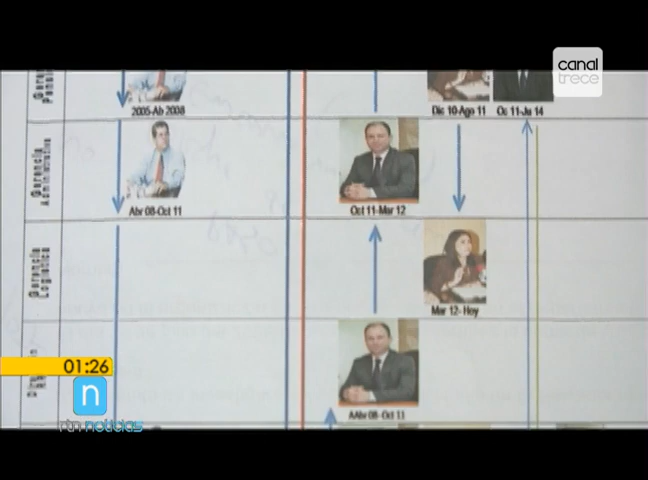 canal
trece
2005-Ab 2008
Dic 10-Ago 11
Oc 11-Ju 14
Gerencia
Administrativa
Abr 08-Oct 11
Oct 11-Mar 12
Gerencia
Logística
Mar 12- Hoy
01:26
n
rtvn noticias
AAbr 08- Oct 11